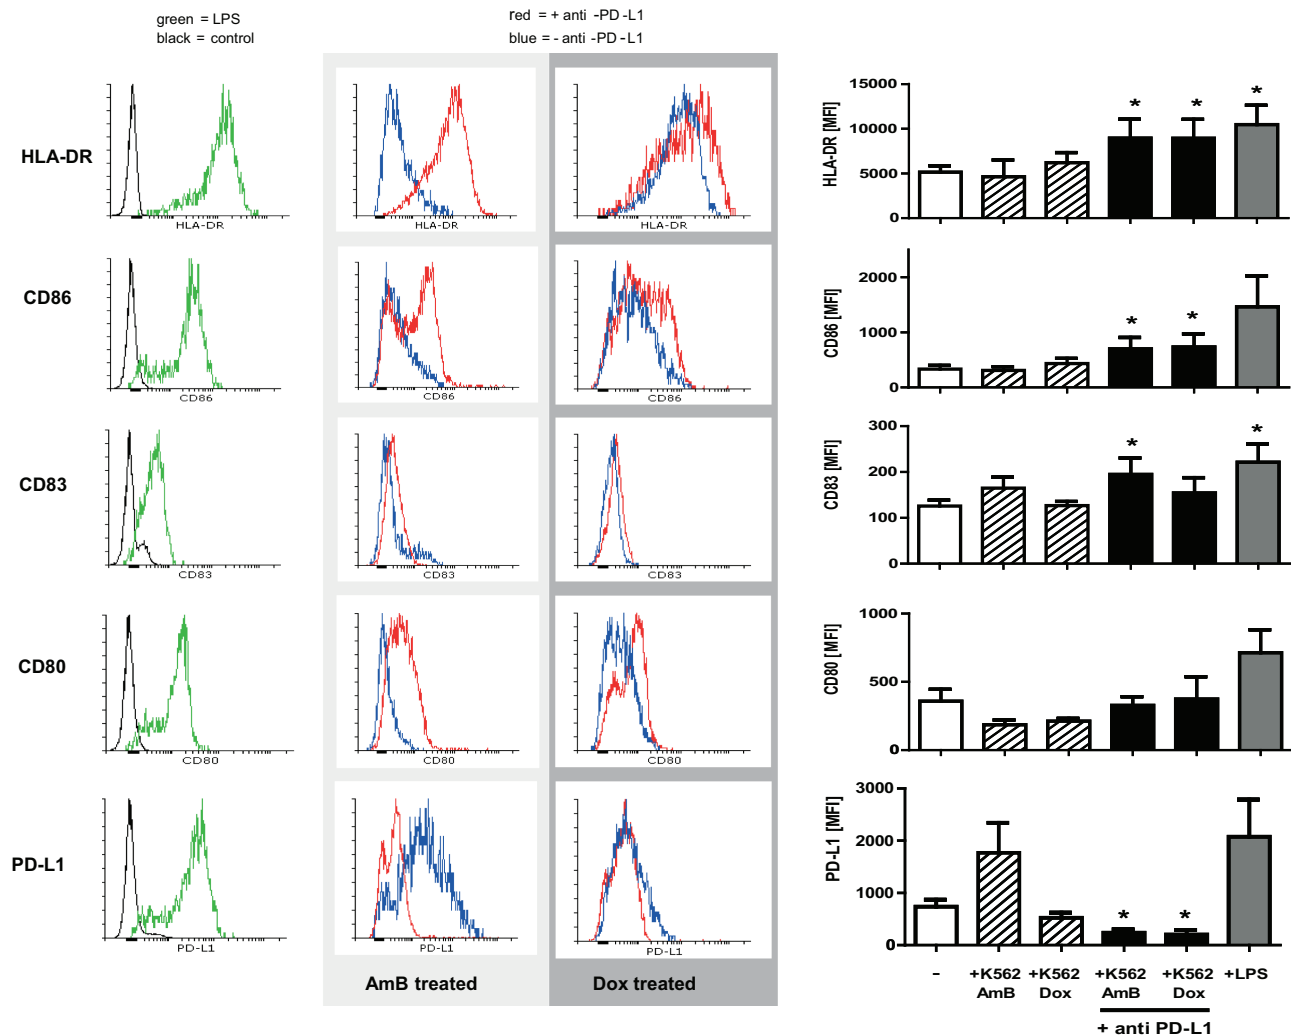 green = LPS
black = control
red = + anti -PD-L1
blue = - anti -PD-L1
HLA-DR
HLA-DR
HLA-DR
HLA-DR
HLA-DR [MFI]
15000
10000
5000
0
* * *
CD86
CD86
CD86
CD86
CD86 [MFI]
2000
1000
0
* *
CD83
CD83
CD83
CD83
CD83 [MFI]
300
200
100
0
* *
CD80
CD80
CD80
CD80
CD80 [MFI]
1000
500
0
PD-L1
PD-L1
PD-L1
PD-L1
PD-L1 [MFI]
3000
2000
1000
0
* *
AmB treated
Dox treated
- +K562 +K562 +K562 +K562 +LPS
AmB Dox AmB Dox
+ anti PD-L1